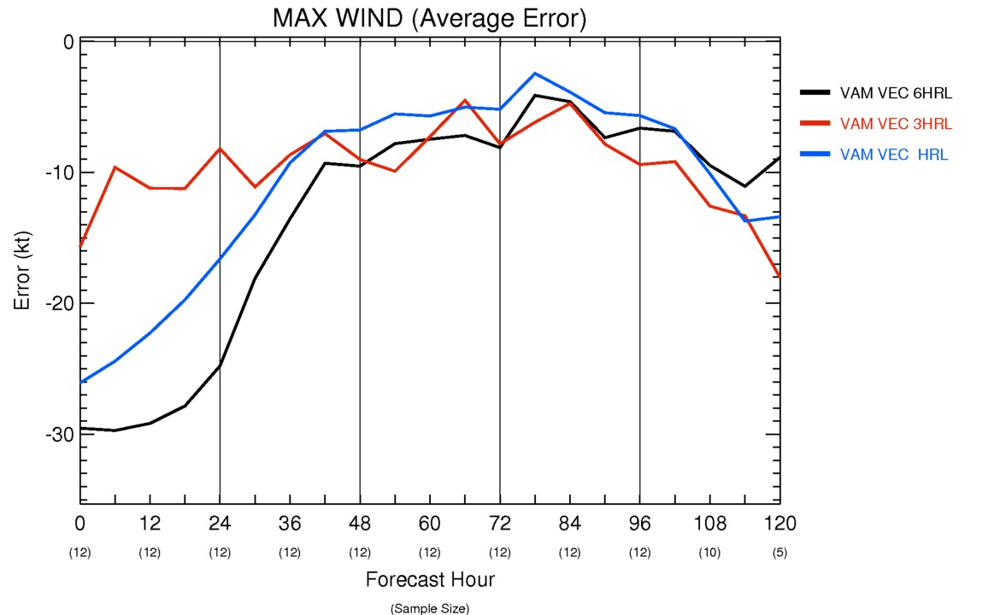 MAX WIND (Average Error)
VAM VEC 6HRL
VAM VEC 3HRL
VAM VEC  HRL
Error (kt)
0
-10
-20
-30
0 12 24 36 48 60 72 84 96 108 120
(12) (12) (12) (12) (12) (12) (12) (12) (12) (10) (5)
Forecast Hour
(Sample Size)